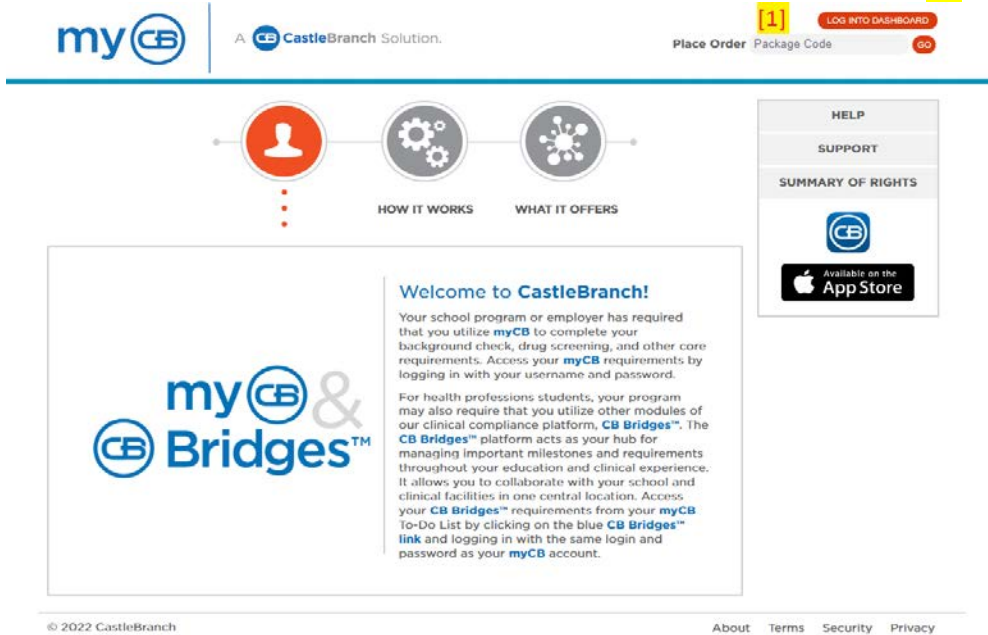 my CB
A CB CastleBranch Solution.
[1]
LOG INTO DASHBOARD
Place Order Package Code GO
HELP
SUPPORT
SUMMARY OF RIGHTS
CB
Available on the
App Store
HOW IT WORKS
WHAT IT OFFERS
my CB &
CB Bridges™
Welcome to CastleBranch!
Your school program or employer has required
that you utilize myCB to complete your
background check, drug screening, and other core
requirements. Access your myCB requirements by
logging in with your username and password.
For health professions students, your program
may also require that you utilize other modules of
our clinical compliance platform, CB Bridges™. The
CB Bridges™ platform acts as your hub for
managing important milestones and requirements
throughout your education and clinical experience.
It allows you to collaborate with your school and
clinical facilities in one central location. Access
your CB Bridges™ requirements from your myCB
To-Do List by clicking on the blue CB Bridges™
link and logging in with the same login and
password as your myCB account.
© 2022 CastleBranch
About Terms Security Privacy